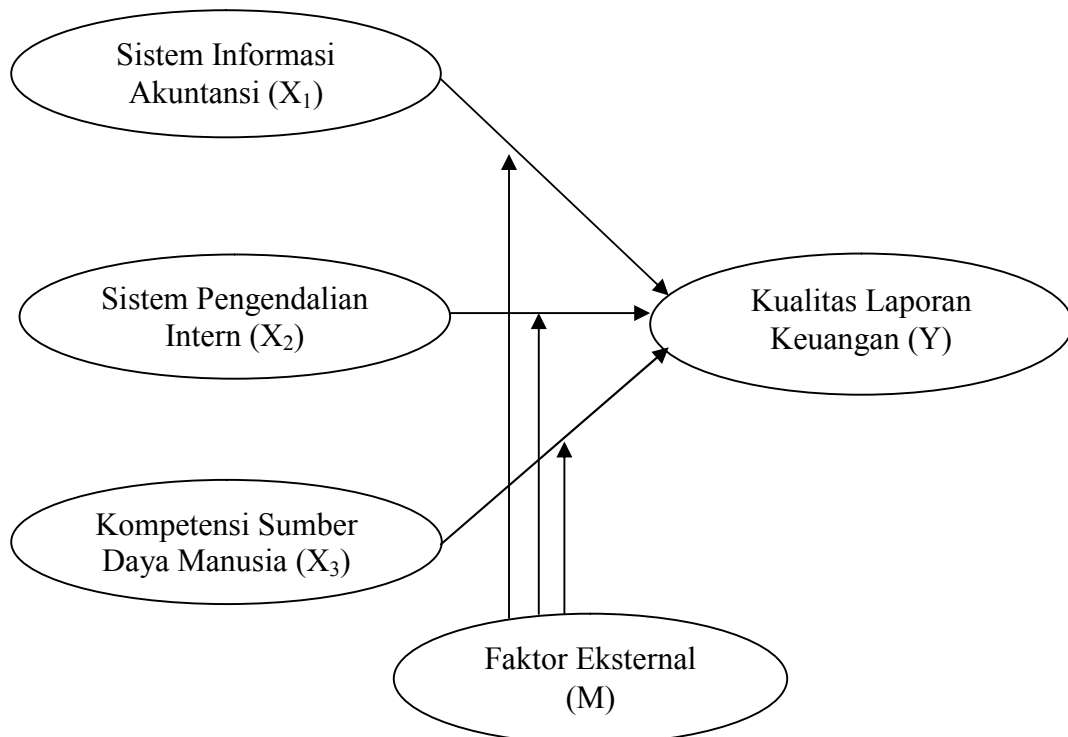 Sistem Informasi
Akuntansi (X₁)
Sistem Pengendalian
Intern (X₂)
Kualitas Laporan
Keuangan (Y)
Kompetensi Sumber
Daya Manusia (X₃)
Faktor Eksternal
(M)